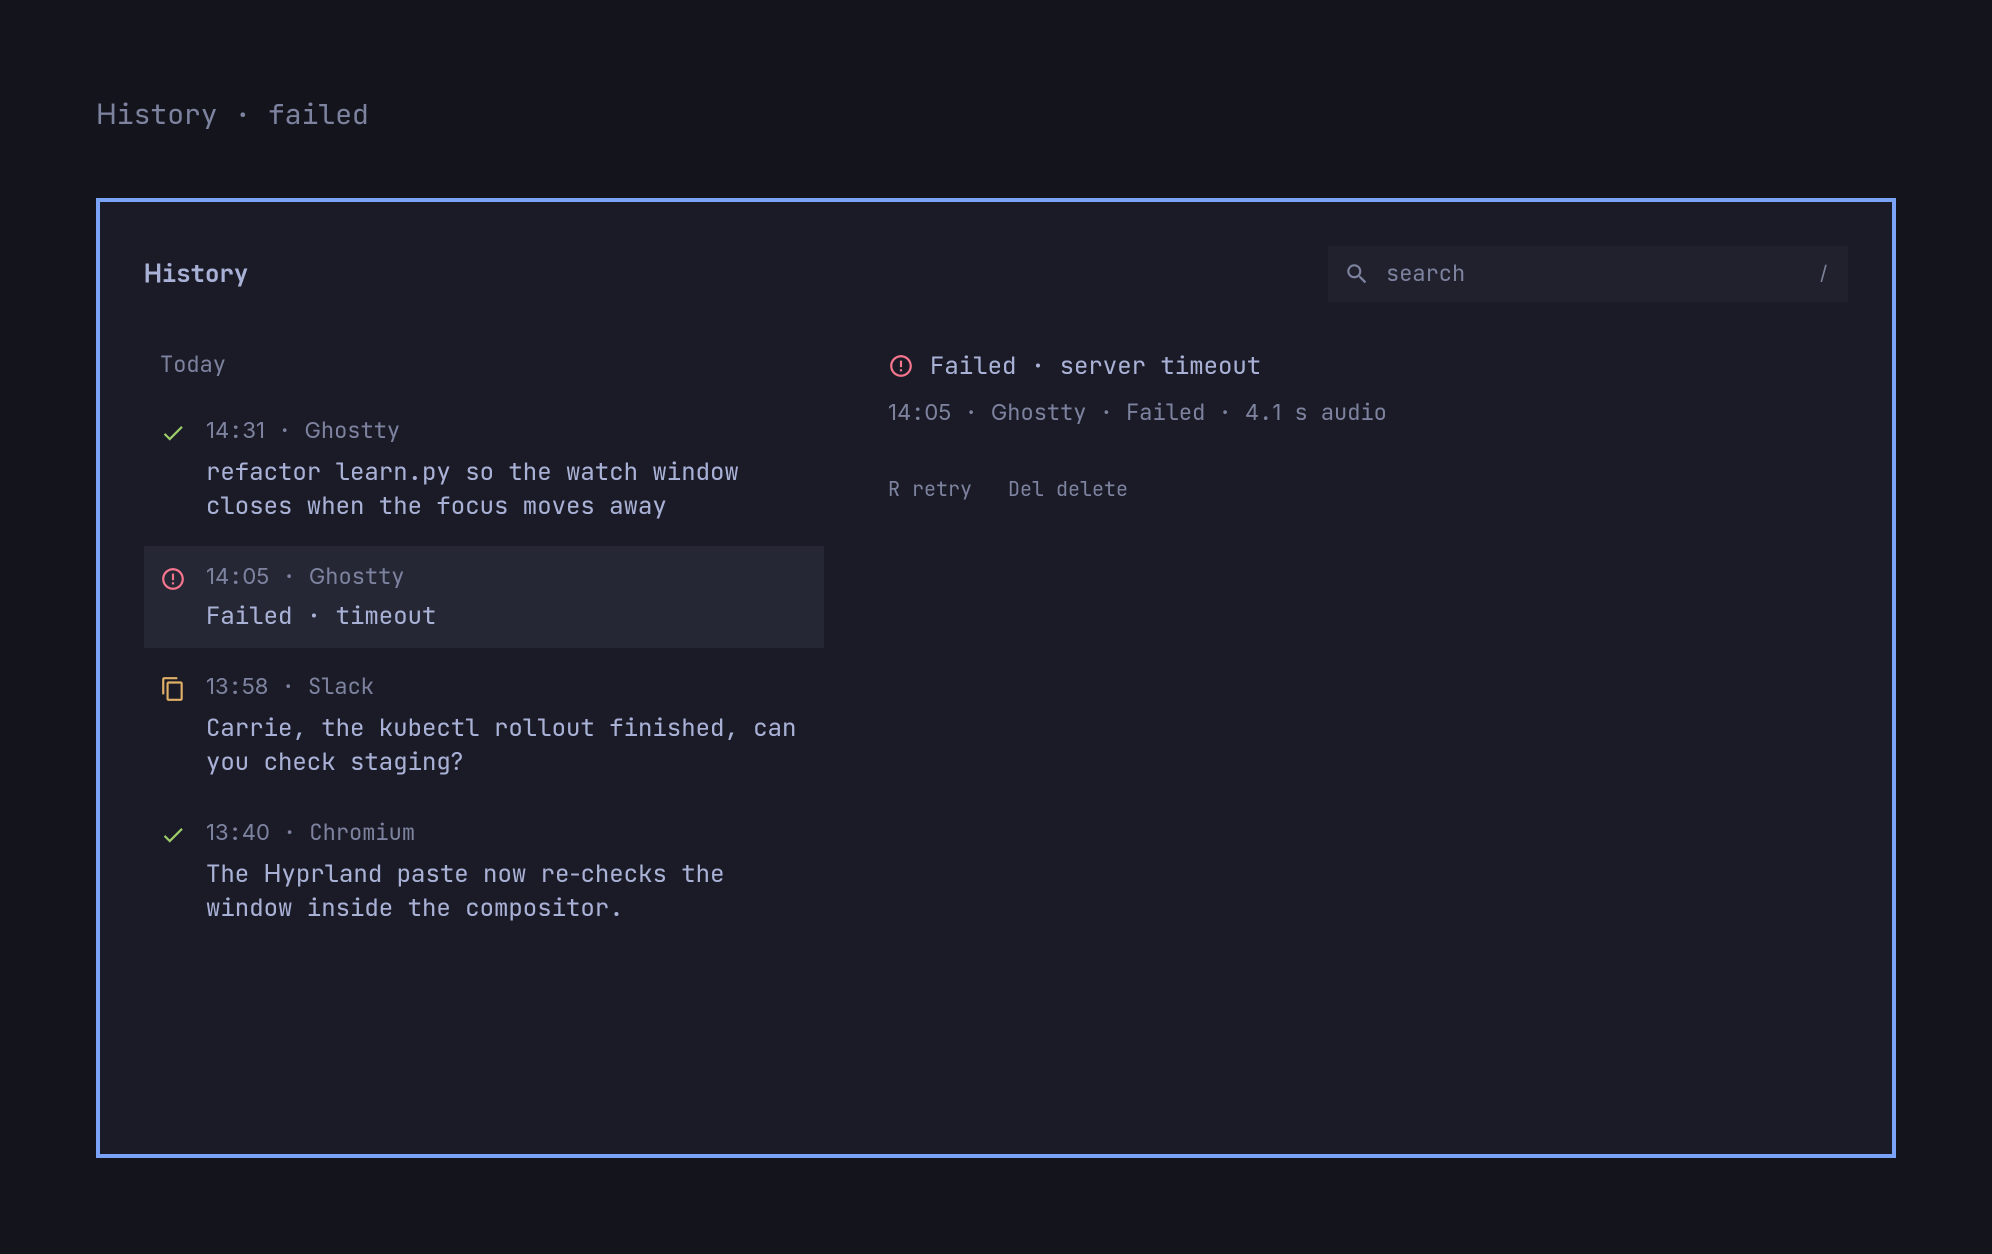 History · failed
History
search
/
Today
14:31 · Ghostty
refactor learn.py so the watch window
closes when the focus moves away
14:05 · Ghostty
Failed · timeout
13:58 · Slack
Carrie, the kubectl rollout finished, can
you check staging?
13:40 · Chromium
The Hyprland paste now re-checks the
window inside the compositor.
Failed · server timeout
14:05 · Ghostty · Failed · 4.1 s audio
R retry   Del delete